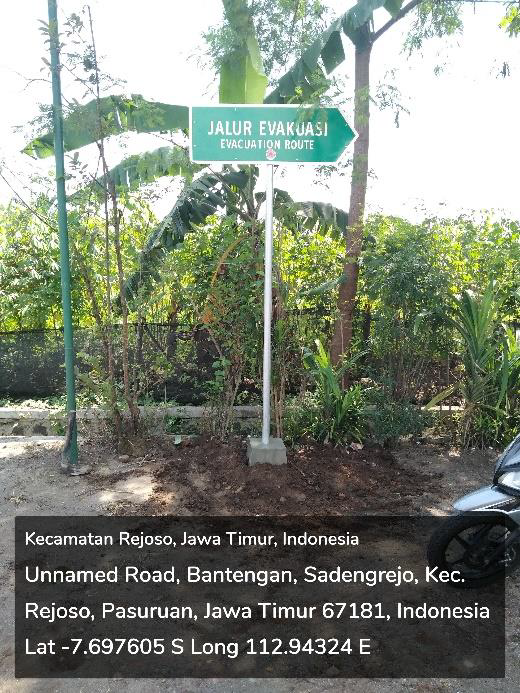 JALUR EVAKUASI
EVACUATION ROUTE
Kecamatan Rejoso, Jawa Timur, Indonesia
Unnamed Road, Bantengan, Sadengrejo, Kec.
Rejoso, Pasuruan, Jawa Timur 67181, Indonesia
Lat -7.697605 S Long 112.94324 E